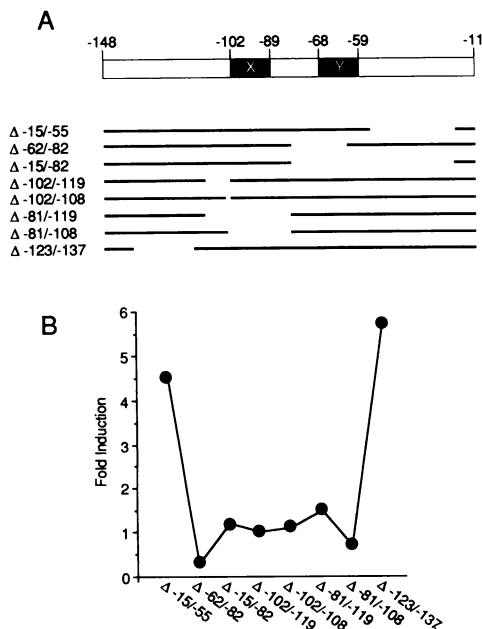 A
-148 -102 -89 -68 -59 -11
X Y
Δ -15/-55
Δ -62/-82
Δ -15/-82
Δ -102/-119
Δ -102/-108
Δ -81/-119
Δ -81/-108
Δ -123/-137
B
6
5
4
3
2
1
0
Fold Induction
Δ -15/-55
Δ -62/-82
Δ -15/-82
Δ -102/-119
Δ -102/-108
Δ -81/-119
Δ -81/-108
Δ -123/-137